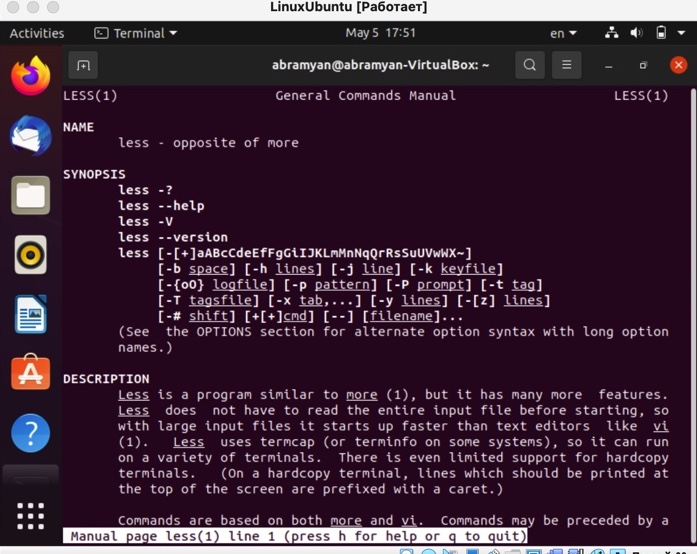 LinuxUbuntu [Работает]
Activities Terminal May 5 17:51 en
abramyan@abramyan-VirtualBox: ~
LESS(1) General Commands Manual LESS(1)
NAME
less - opposite of more
SYNOPSIS
less -?
less --help
less -V
less --version
less [-[+]aABcCdeEfFgGiIJKLmMnNqQrRsSuUVwWX~]
[-b space] [-h lines] [-j line] [-k keyfile]
[-{oO} logfile] [-p pattern] [-P prompt] [-t tag]
[-T tagsfile] [-x tab,...] [-y lines] [-[z] lines]
[-# shift] [+[+]cmd] [--] [filename]...
(See the OPTIONS section for alternate option syntax with long option
names.)
DESCRIPTION
Less is a program similar to more (1), but it has many more features.
Less does not have to read the entire input file before starting, so
with large input files it starts up faster than text editors like vi
(1). Less uses termcap (or terminfo on some systems), so it can run
on a variety of terminals. There is even limited support for hardcopy
terminals. (On a hardcopy terminal, lines which should be printed at
the top of the screen are prefixed with a caret.)
Commands are based on both more and vi. Commands may be preceded by a
Manual page less(1) line 1 (press h for help or q to quit)